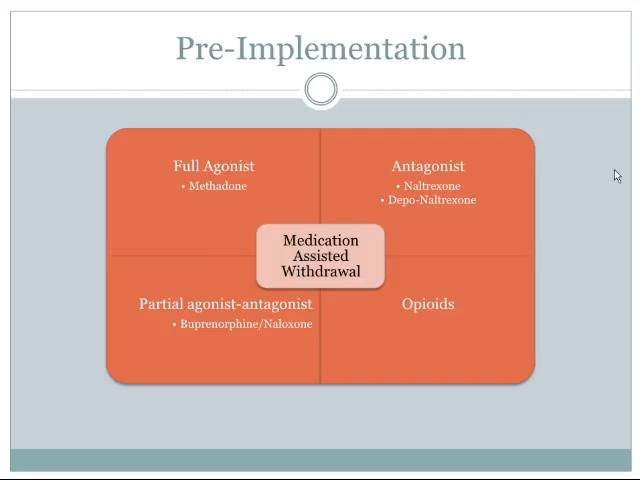 Pre-Implementation
Full Agonist
• Methadone
Antagonist
• Naltrexone
• Depo-Naltrexone
Medication
Assisted
Withdrawal
Partial agonist-antagonist
• Buprenorphine/Naloxone
Opioids